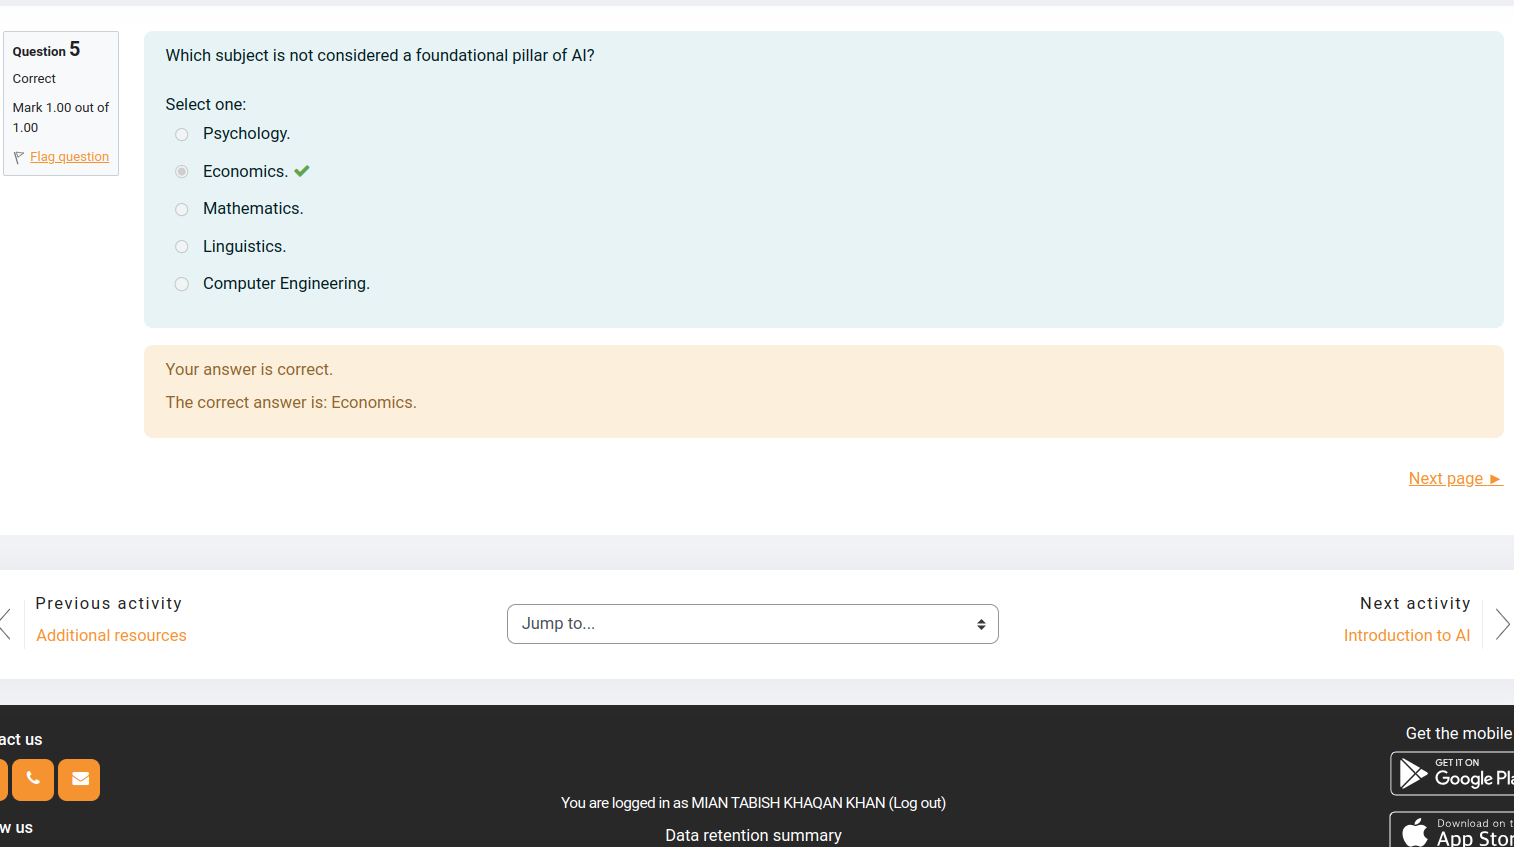 Question 5
Correct
Mark 1.00 out of
1.00
Flag question
Which subject is not considered a foundational pillar of AI?
Select one:
Psychology.
Economics.
Mathematics.
Linguistics.
Computer Engineering.
Your answer is correct.
The correct answer is: Economics.
Next page ►
Previous activity
Additional resources
Jump to...
Next activity
Introduction to AI
act us
w us
You are logged in as MIAN TABISH KHAQAN KHAN (Log out)
Data retention summary
Get the mobile
GET IT ON
Google Pla
Download on t
App Stor